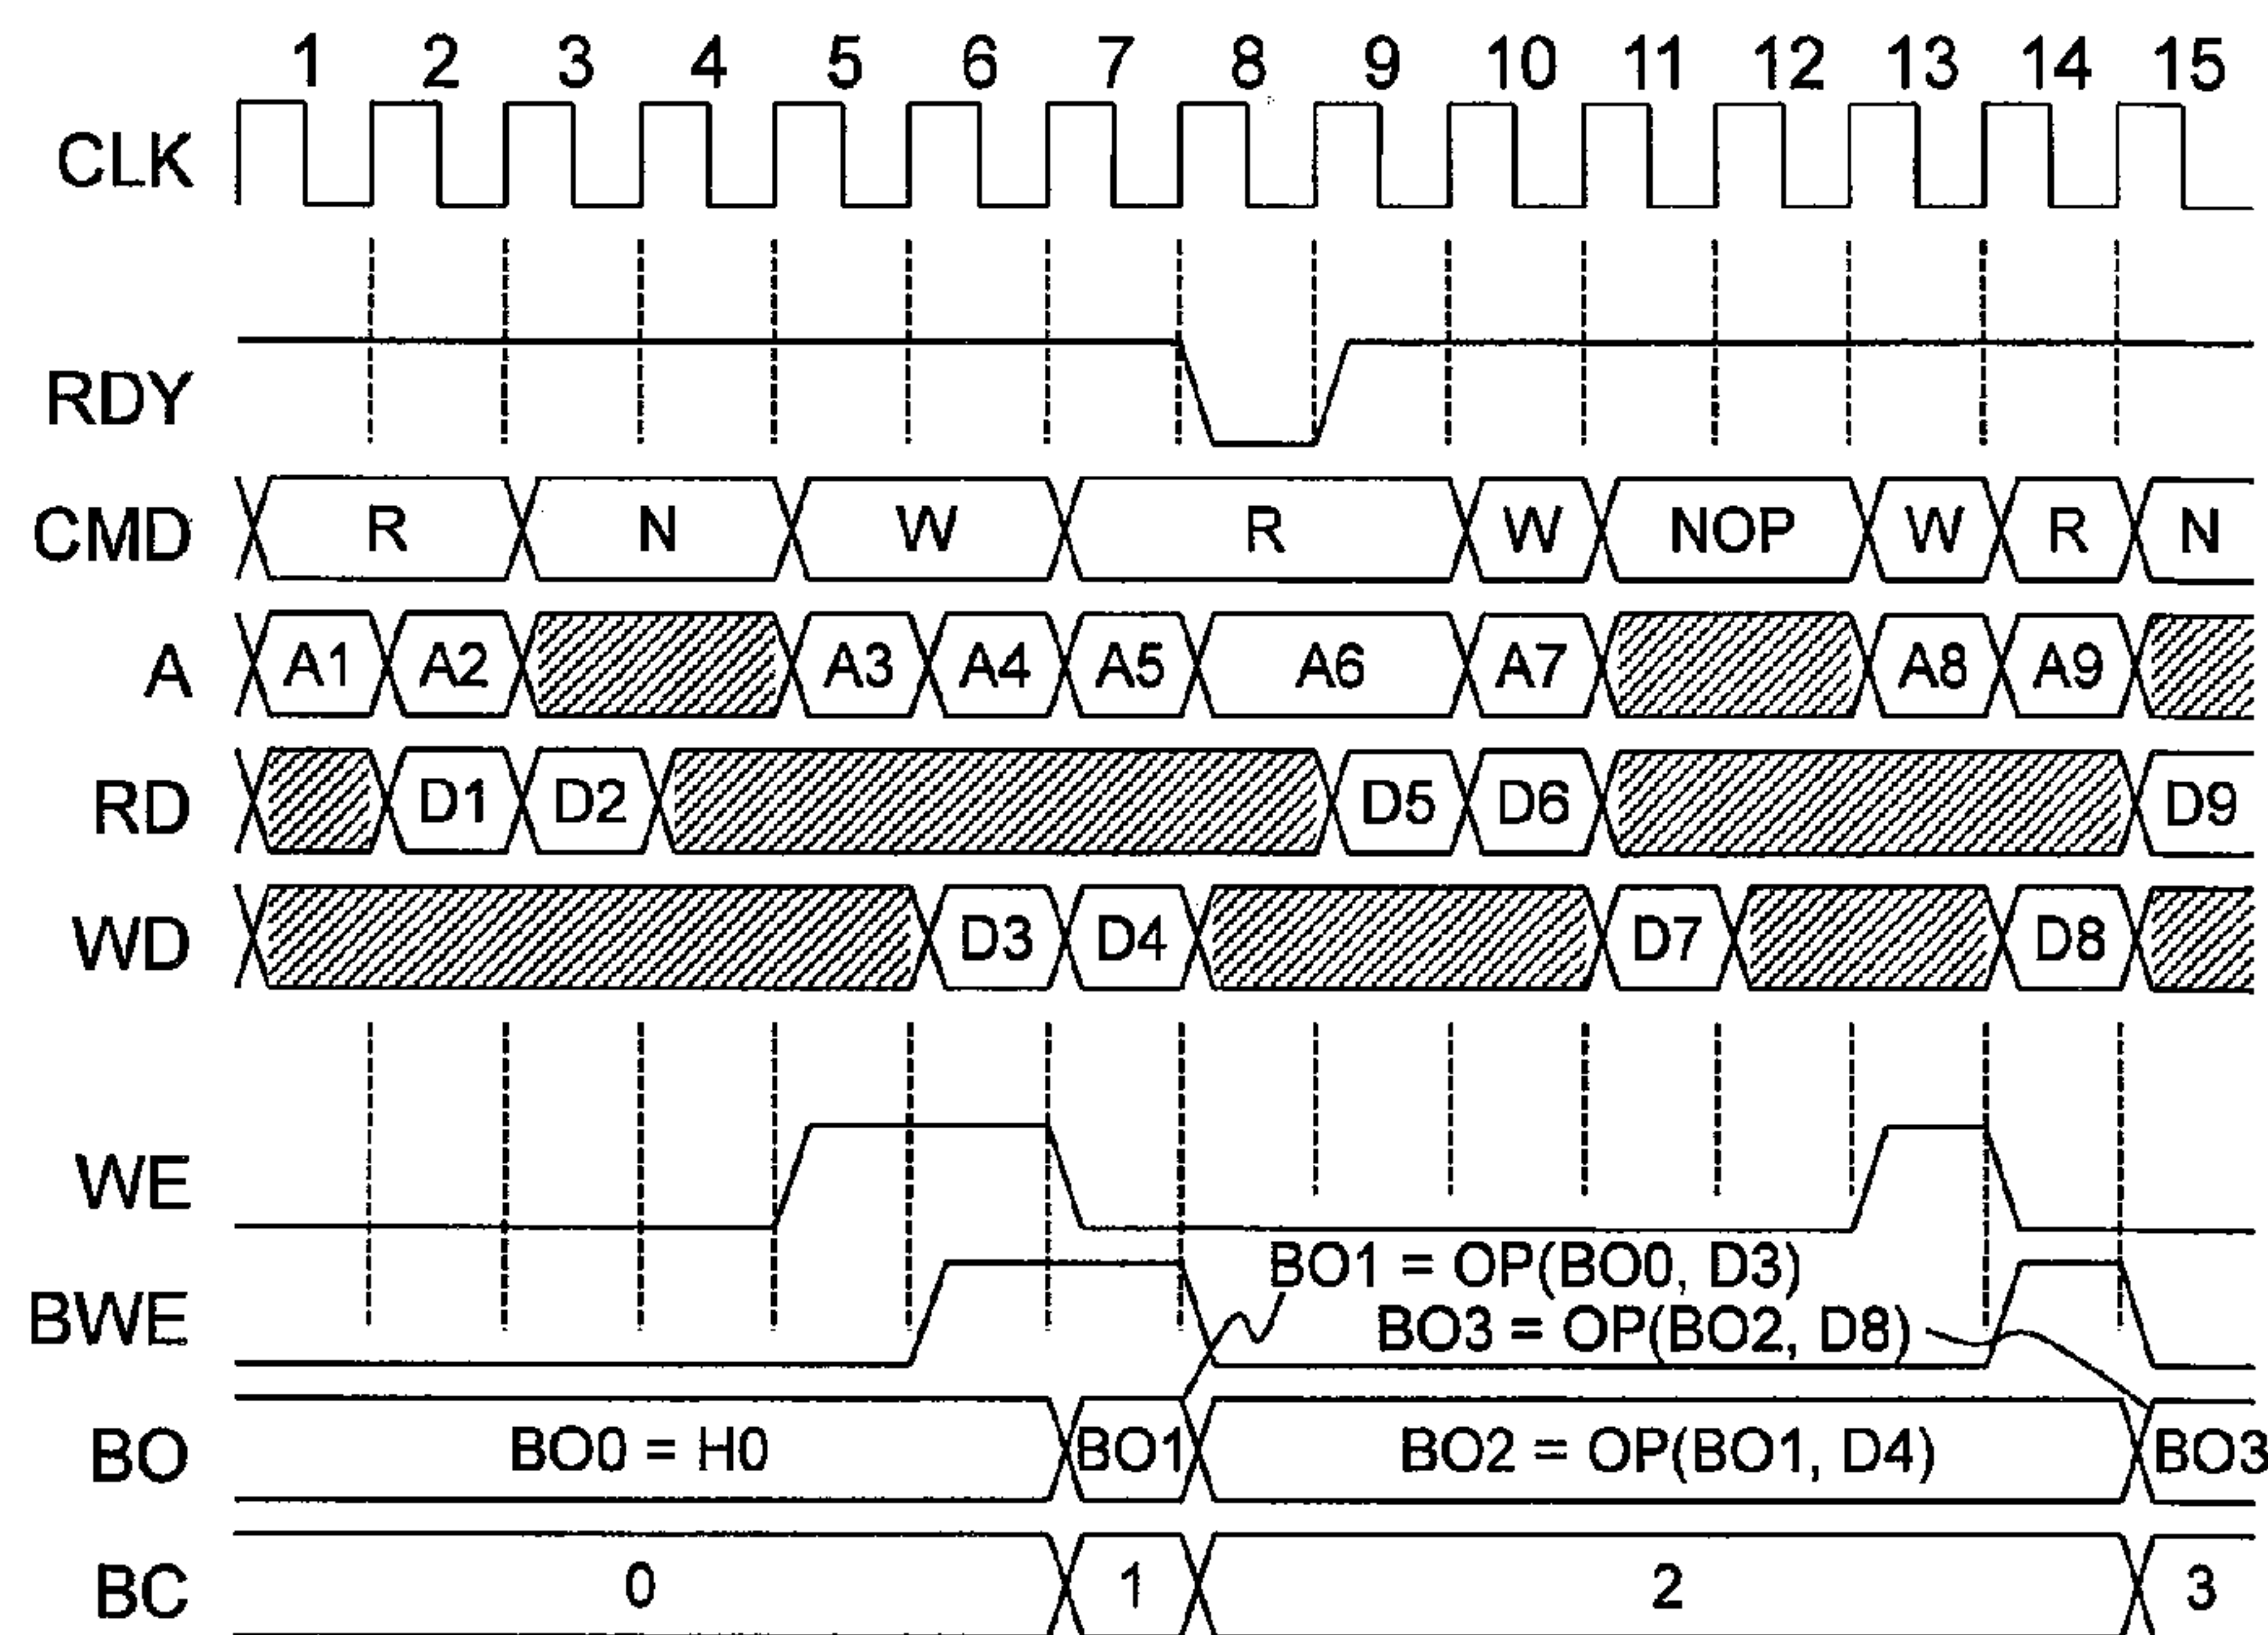 1 2 3 4 5 6 7 8 9 10 11 12 13 14 15
CLK
RDY
CMD R N W R W NOP W R N
A A1 A2 A3 A4 A5 A6 A7 A8 A9
RD D1 D2 D5 D6 D9
WD D3 D4 D7 D8
WE
BO1 = OP(BO0, D3)
BWE BO3 = OP(BO2, D8)
BO BO0 = H0 BO1 BO2 = OP(BO1, D4) BO3
BC 0 1 2 3